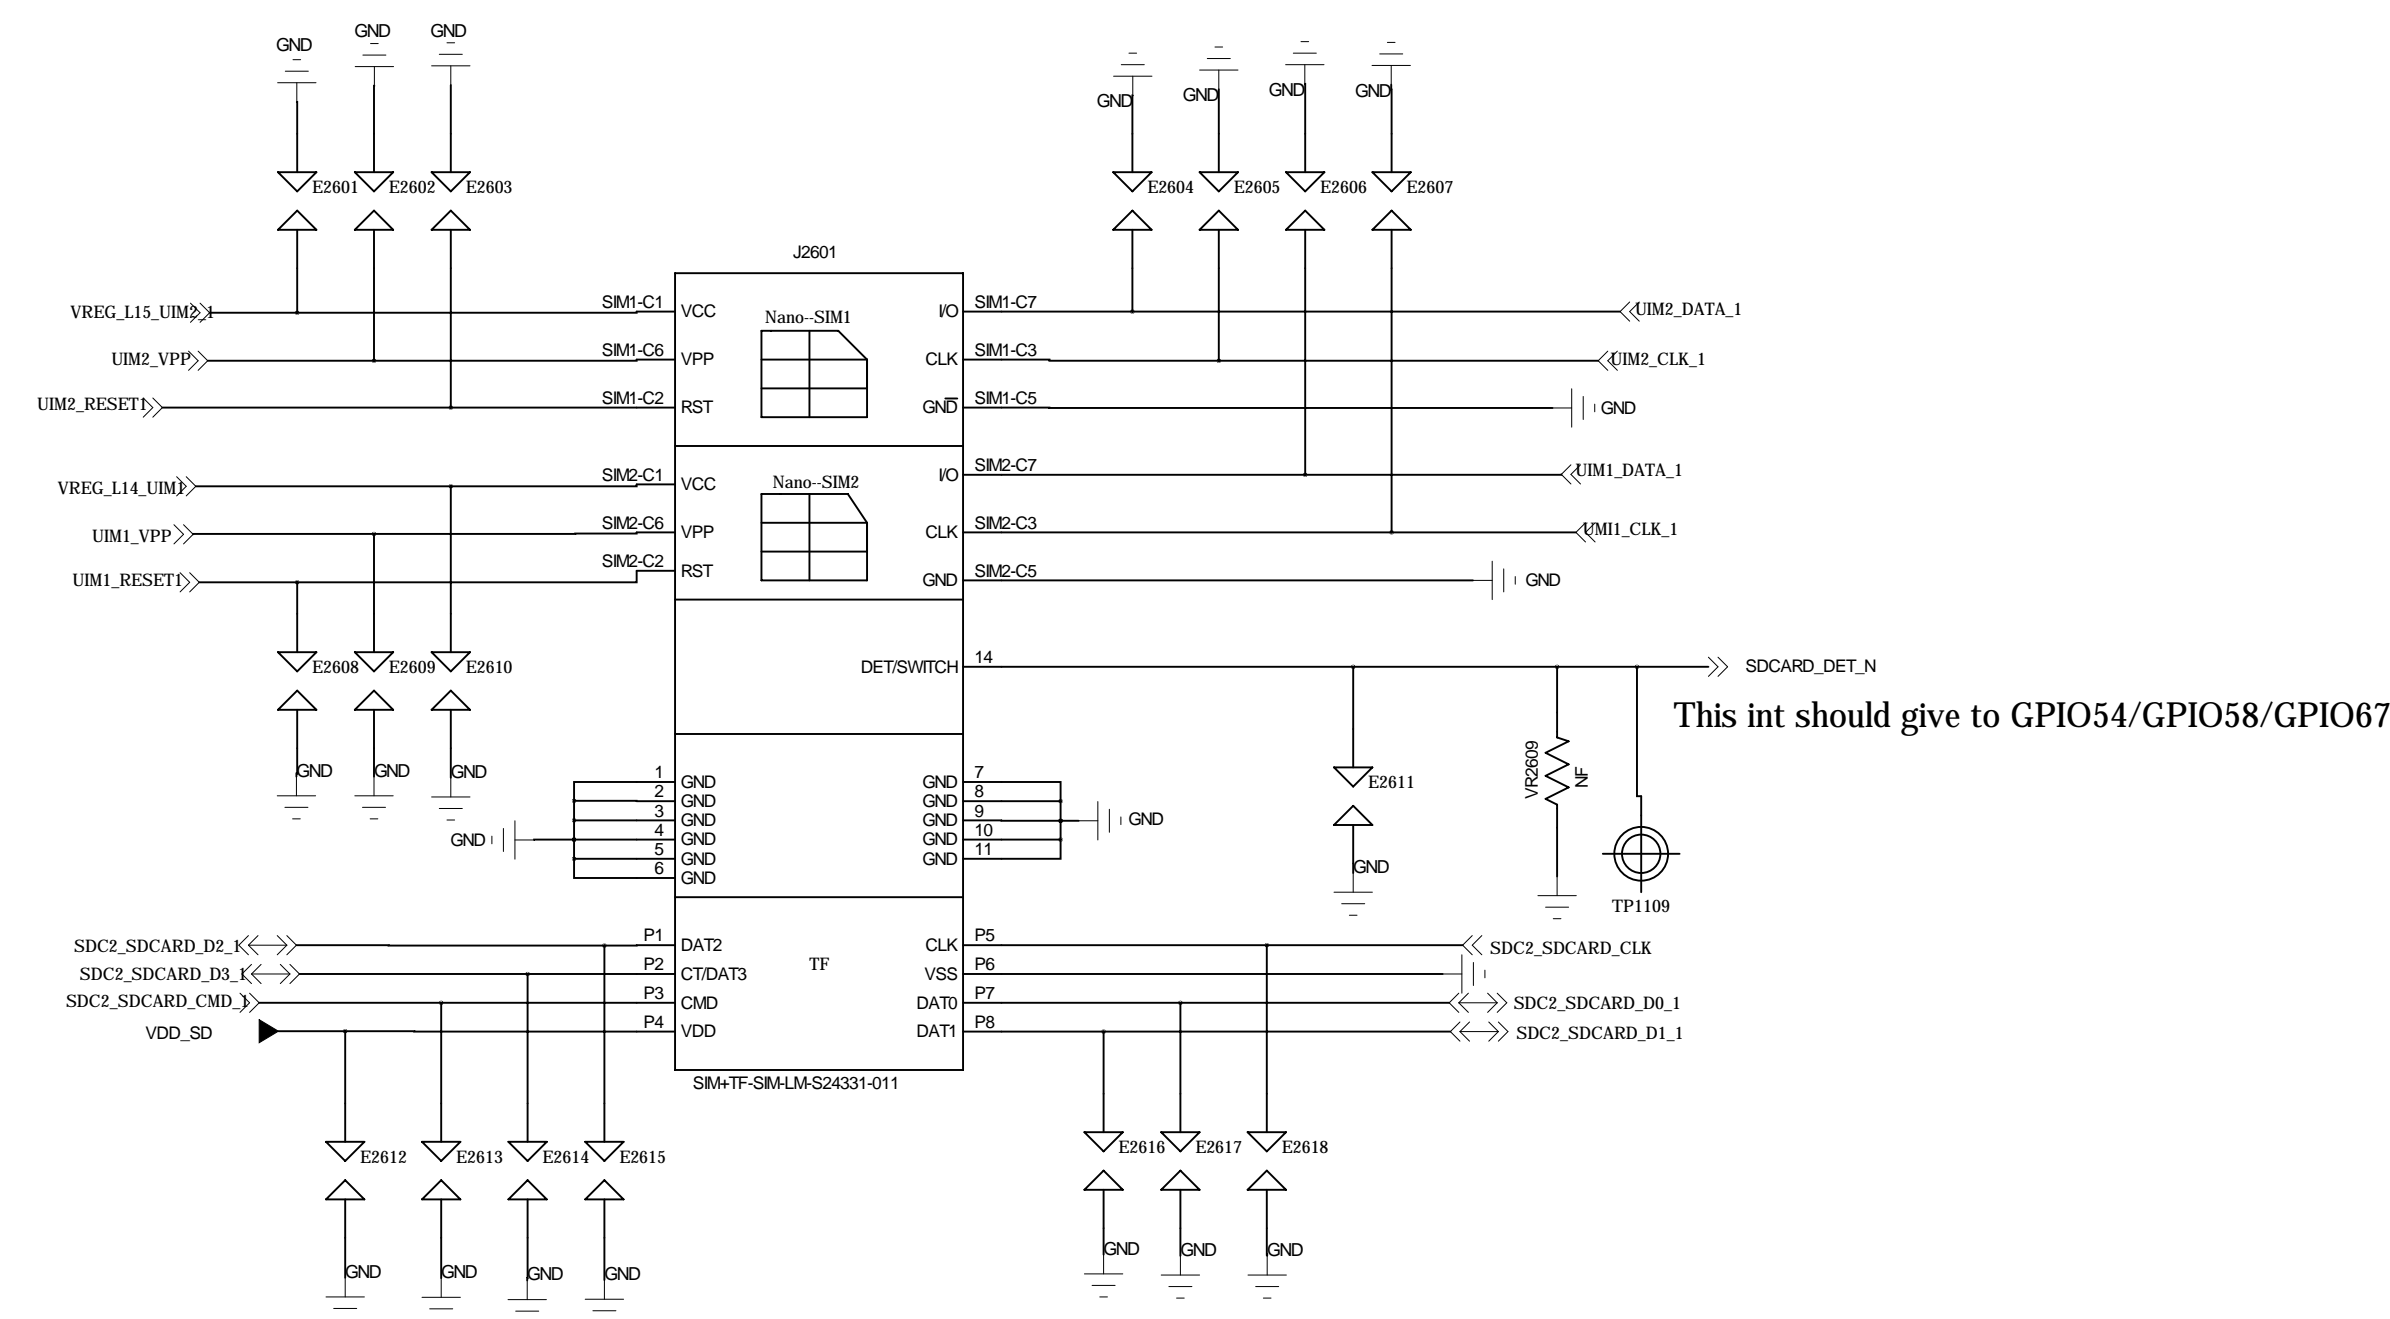 GND GND GND
GND GND GND GND
E2601 E2602 E2603 E2604 E2605 E2606 E2607
J2601
VREG_L15_UIM2_1 SIM1-C1 VCC Nano--SIM1 I/O SIM1-C7 UIM2_DATA_1
UIM2_VPP SIM1-C6 VPP CLK SIM1-C3 UIM2_CLK_1
UIM2_RESET1 SIM1-C2 RST GND SIM1-C5 GND
VREG_L14_UIM1 SIM2-C1 VCC Nano--SIM2 I/O SIM2-C7 UIM1_DATA_1
UIM1_VPP SIM2-C6 VPP CLK SIM2-C3 UMI1_CLK_1
UIM1_RESET1 SIM2-C2 RST GND SIM2-C5 GND
E2608 E2609 E2610 DET/SWITCH 14 SDCARD_DET_N
This int should give to GPIO54/GPIO58/GPIO67
GND GND GND
1 GND GND 7
2 GND GND 8
3 GND GND 9 GND
GND 4 GND GND 10
5 GND GND 11
6 GND
E2611 VR2609 NF
GND
TP1109
SDC2_SDCARD_D2_1 P1 DAT2 TF CLK P5 SDC2_SDCARD_CLK
SDC2_SDCARD_D3_1 P2 CT/DAT3 VSS P6
SDC2_SDCARD_CMD_1 P3 CMD DAT0 P7 SDC2_SDCARD_D0_1
VDD_SD P4 VDD DAT1 P8 SDC2_SDCARD_D1_1
SIM+TF-SIM-LM-S24331-011
E2612 E2613 E2614 E2615 E2616 E2617 E2618
GND GND GND
GND GND GND GND